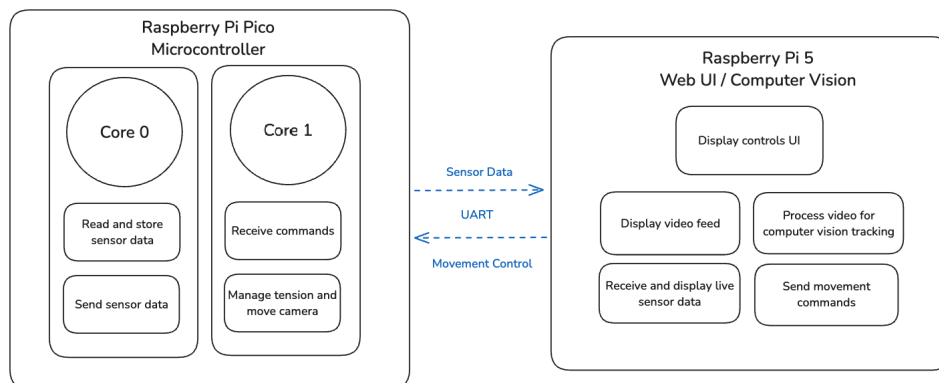 Raspberry Pi Pico
Microcontroller
Core 0
Read and store
sensor data
Send sensor data
Core 1
Receive commands
Manage tension and
move camera
Sensor Data
UART
Movement Control
Raspberry Pi 5
Web UI / Computer Vision
Display controls UI
Display video feed
Process video for
computer vision tracking
Receive and display live
sensor data
Send movement
commands